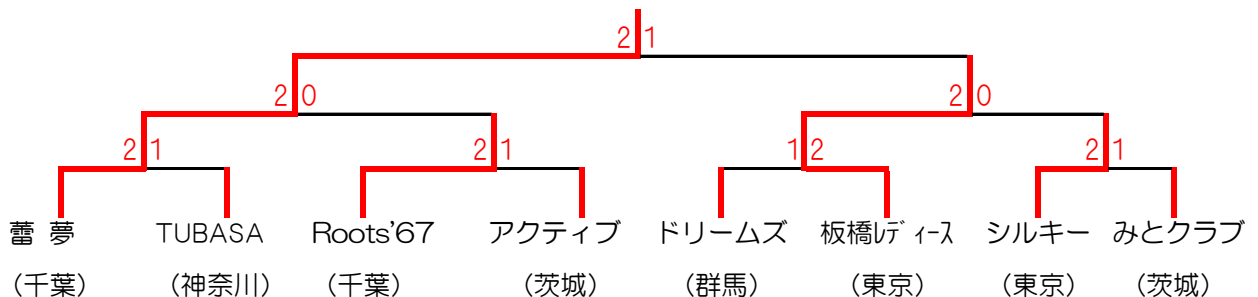 2 1
2 0 2 0
2 1 2 1 1 2 2 1
蕾 夢 TUBASA Roots'67 アクティブ ドリームズ 板橋ﾚﾃﾞｨｰｽ シルキー みとクラブ
（千葉） （神奈川） （千葉） （茨城） （群馬） （東京） （東京） （茨城）